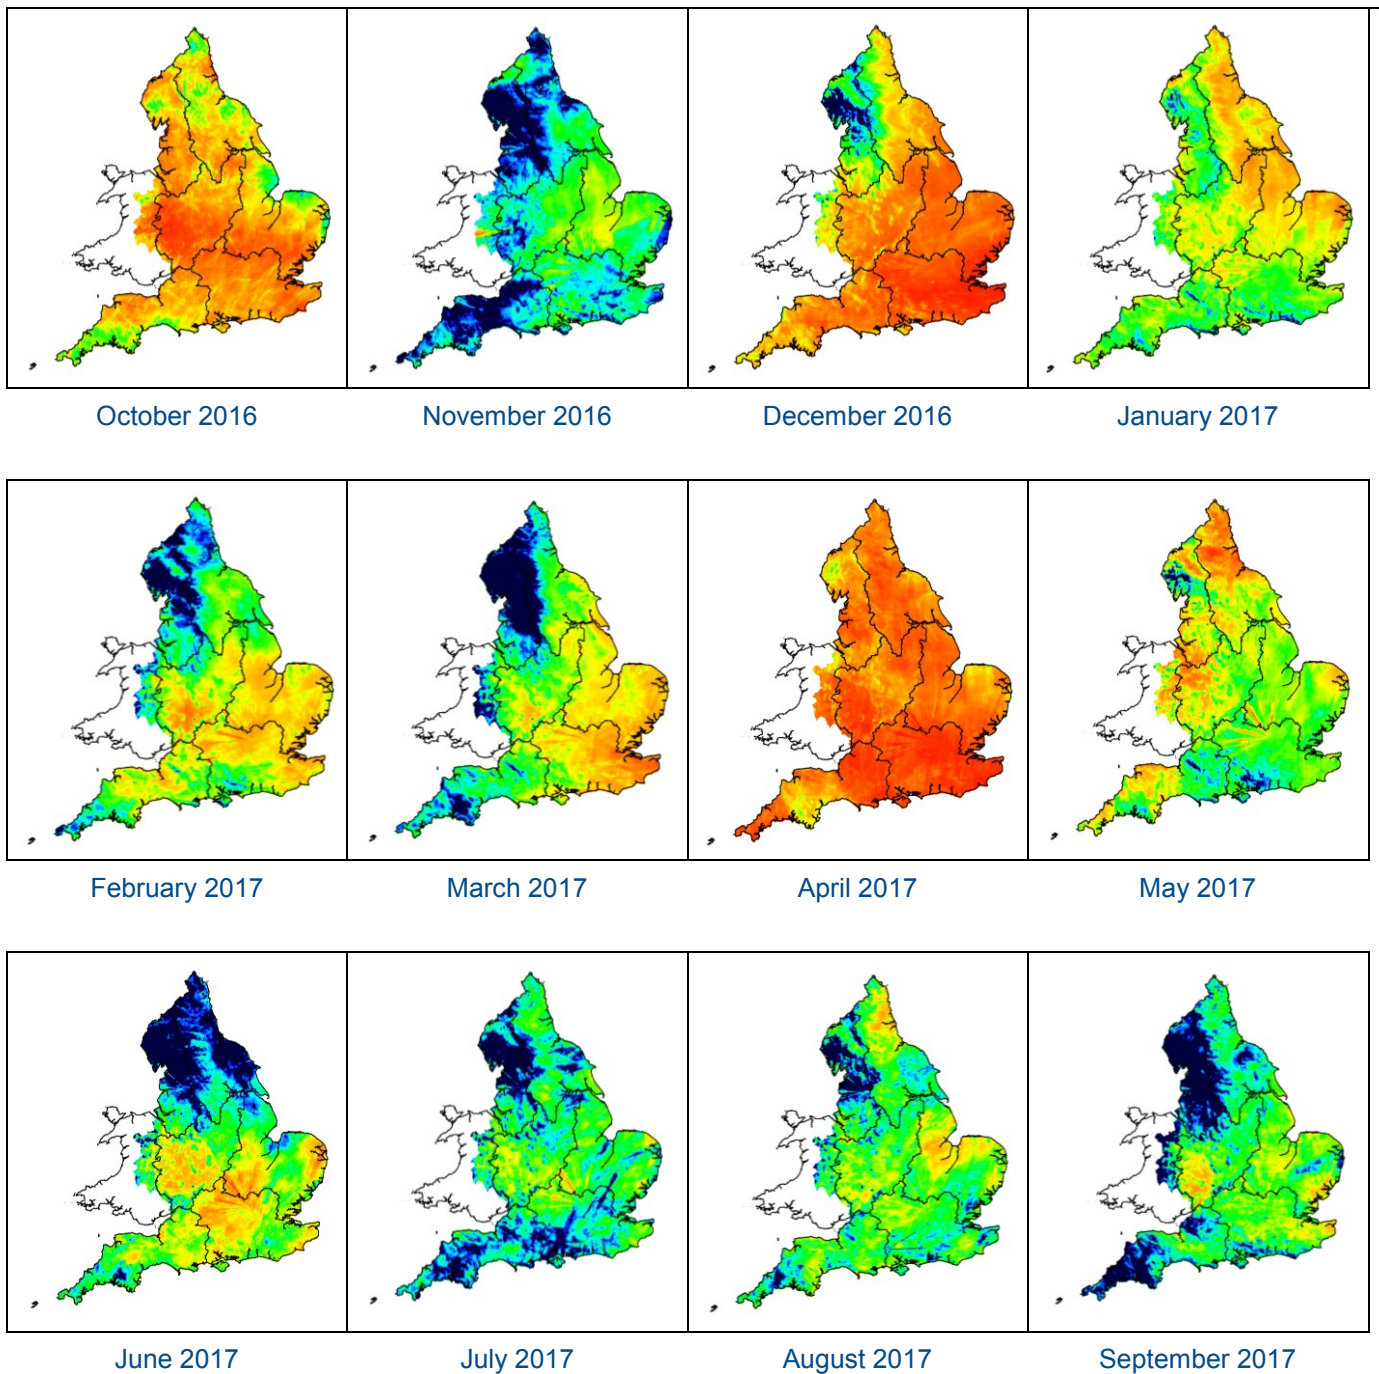 October 2016
November 2016
December 2016
January 2017
February 2017
March 2017
April 2017
May 2017
June 2017
July 2017
August 2017
September 2017